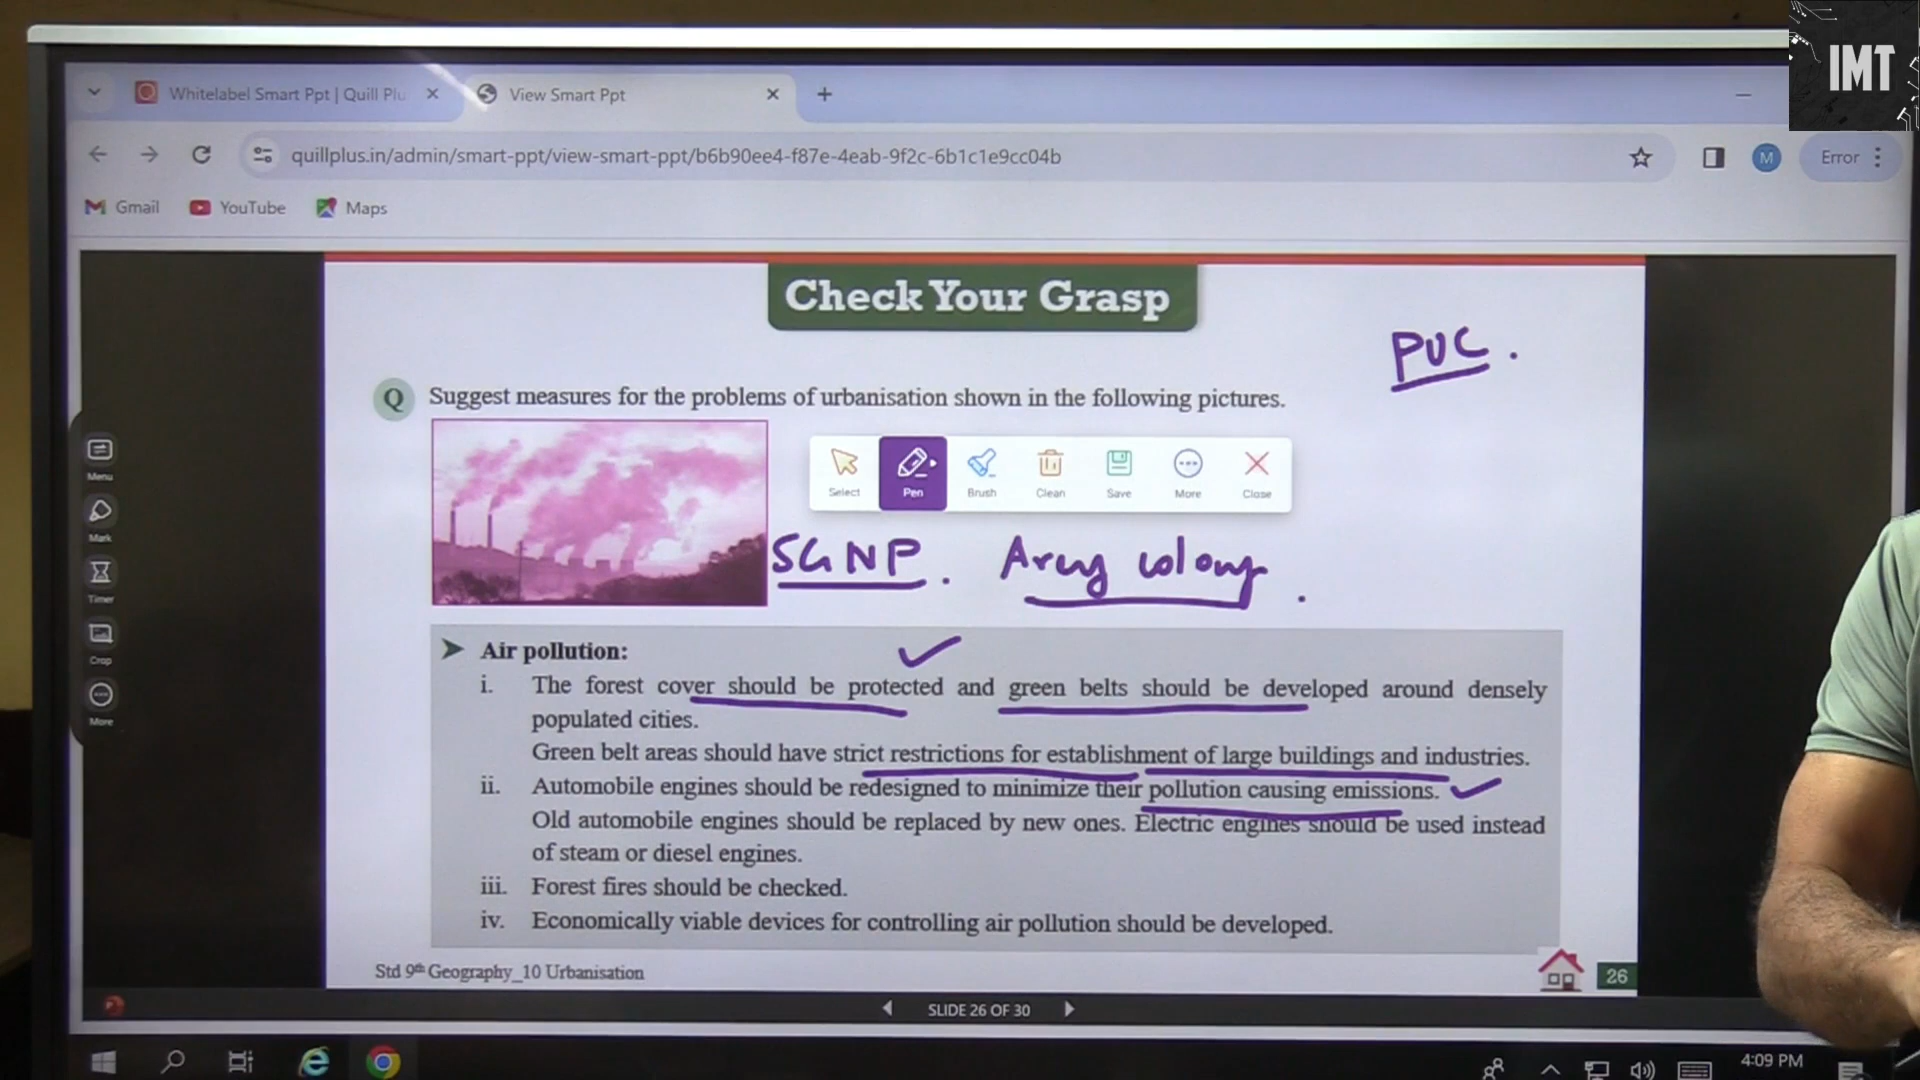 IMT
Whitelabel Smart Ppt | Quill Plu
View Smart Ppt
quillplus.in/admin/smart-ppt/view-smart-ppt/b6b90ee4-f87e-4eab-9f2c-6b1c1e9cc04b
M
Error
Gmail
YouTube
Maps
Check Your Grasp
PUC.
Q Suggest measures for the problems of urbanisation shown in the following pictures.
Select
Pen
Brush
Clean
Save
More
Close
Menu
Mark
Timer
Crop
More
SGNP. Arey colony.
Air pollution:
i. The forest cover should be protected and green belts should be developed around densely
populated cities.
Green belt areas should have strict restrictions for establishment of large buildings and industries.
ii. Automobile engines should be redesigned to minimize their pollution causing emissions.
Old automobile engines should be replaced by new ones. Electric engines should be used instead
of steam or diesel engines.
iii. Forest fires should be checked.
iv. Economically viable devices for controlling air pollution should be developed.
Std 9th Geography_10 Urbanisation
26
SLIDE 26 OF 30
4:09 PM